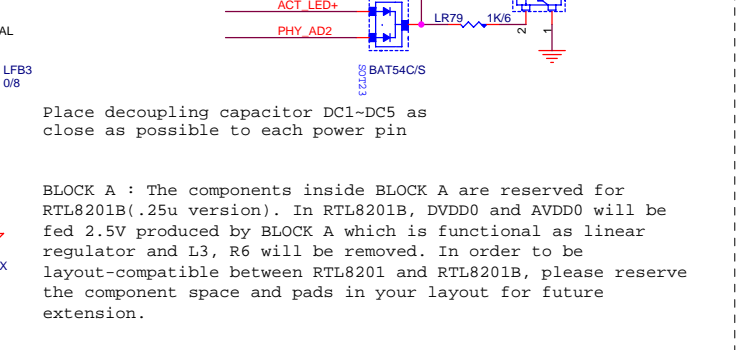 ACT_LED+
AL
LR79 1K/6
PHY_AD2
2
1
LFB3
0/8
BAT54C/S
SOT23
Place decoupling capacitor DC1~DC5 as
close as possible to each power pin
BLOCK A : The components inside BLOCK A are reserved for
RTL8201B(.25u version). In RTL8201B, DVDD0 and AVDD0 will be
fed 2.5V produced by BLOCK A which is functional as linear
regulator and L3, R6 will be removed. In order to be
X
layout-compatible between RTL8201 and RTL8201B, please reserve
the component space and pads in your layout for future
extension.